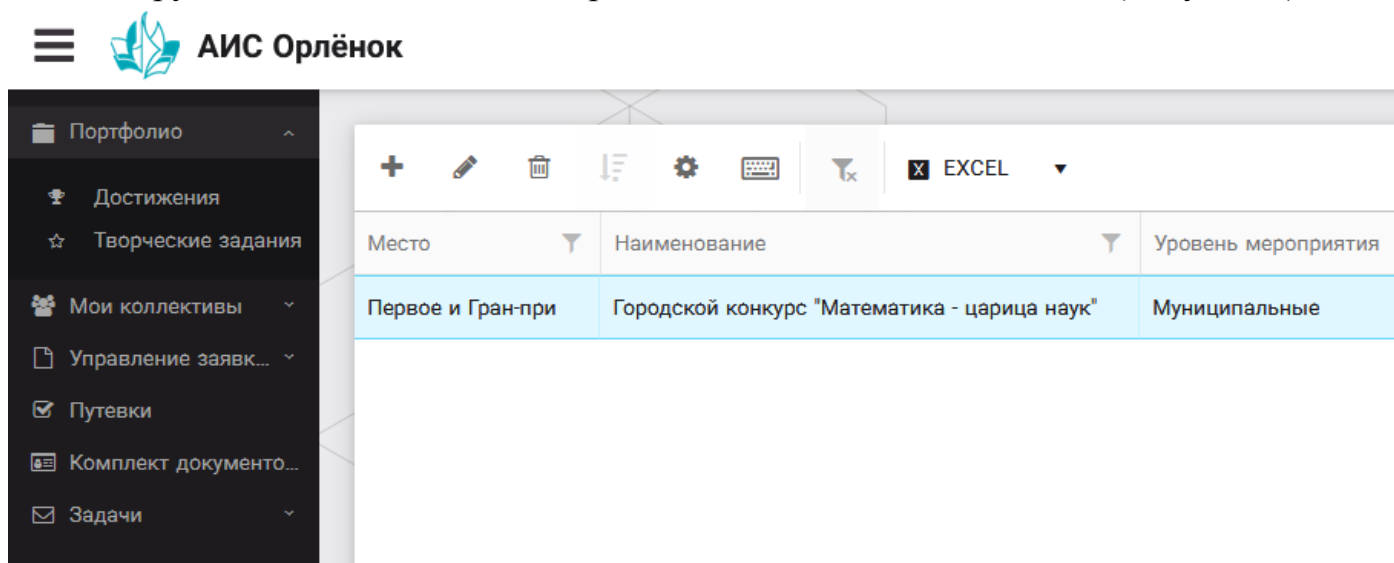 АИС Орлёнок
Портфолио
Достижения
Творческие задания
Мои коллективы
Управление заявк...
Путевки
Комплект документо...
Задачи
X EXCEL
Место Наименование Уровень мероприятия
Первое и Гран-при Городской конкурс "Математика - царица наук" Муниципальные